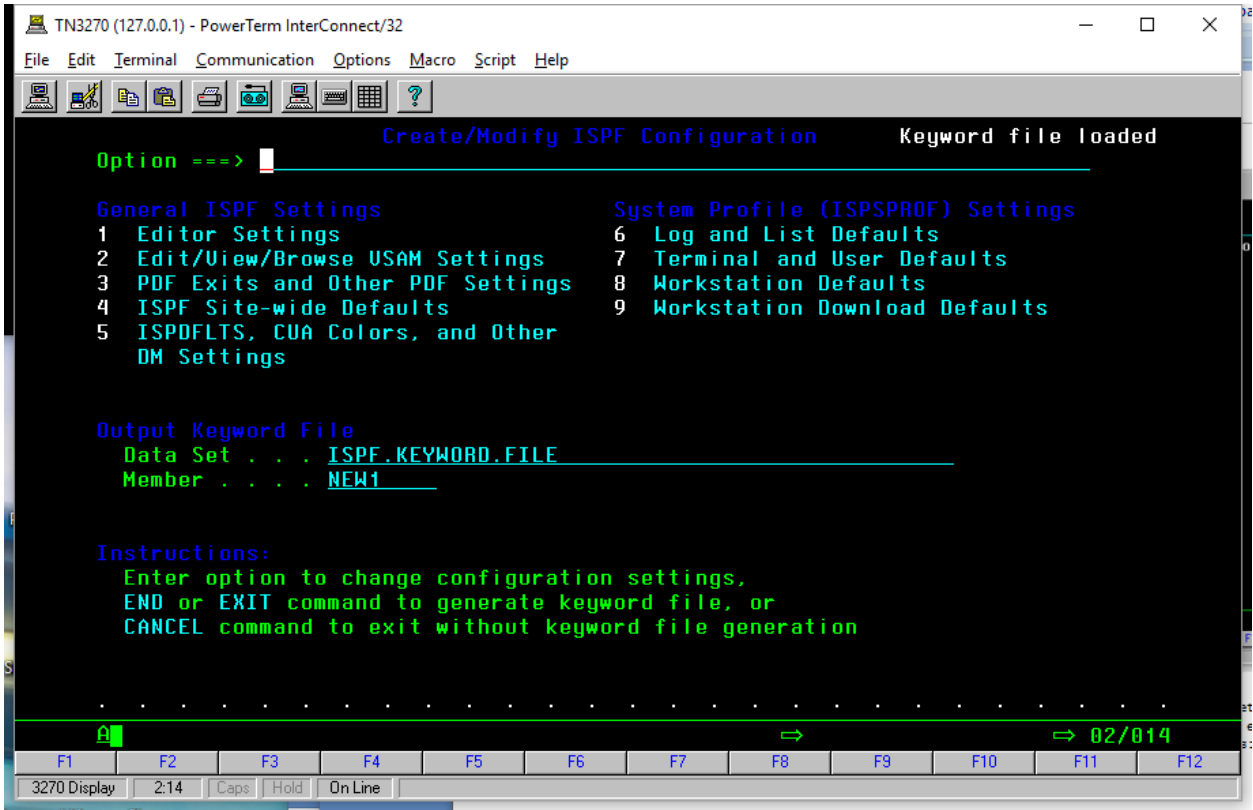 TN3270 (127.0.0.1) - PowerTerm InterConnect/32
File Edit Terminal Communication Options Macro Script Help
Create/Modify ISPF Configuration Keyword file loaded
Option ===>
General ISPF Settings System Profile (ISPSPROF) Settings
1 Editor Settings 6 Log and List Defaults
2 Edit/View/Browse VSAM Settings 7 Terminal and User Defaults
3 PDF Exits and Other PDF Settings 8 Workstation Defaults
4 ISPF Site-wide Defaults 9 Workstation Download Defaults
5 ISPDFLTS, CUA Colors, and Other
DM Settings
Output Keyword File
Data Set . . . ISPF.KEYWORD.FILE
Member . . . . NEW1
Instructions:
Enter option to change configuration settings,
END or EXIT command to generate keyword file, or
CANCEL command to exit without keyword file generation
. . . . . . . . . . . . . . . . . . . . . . . . . . .
A ⇒ ⇒ 02/014
F1 F2 F3 F4 F5 F6 F7 F8 F9 F10 F11 F12
3270 Display 2:14 Caps Hold On Line